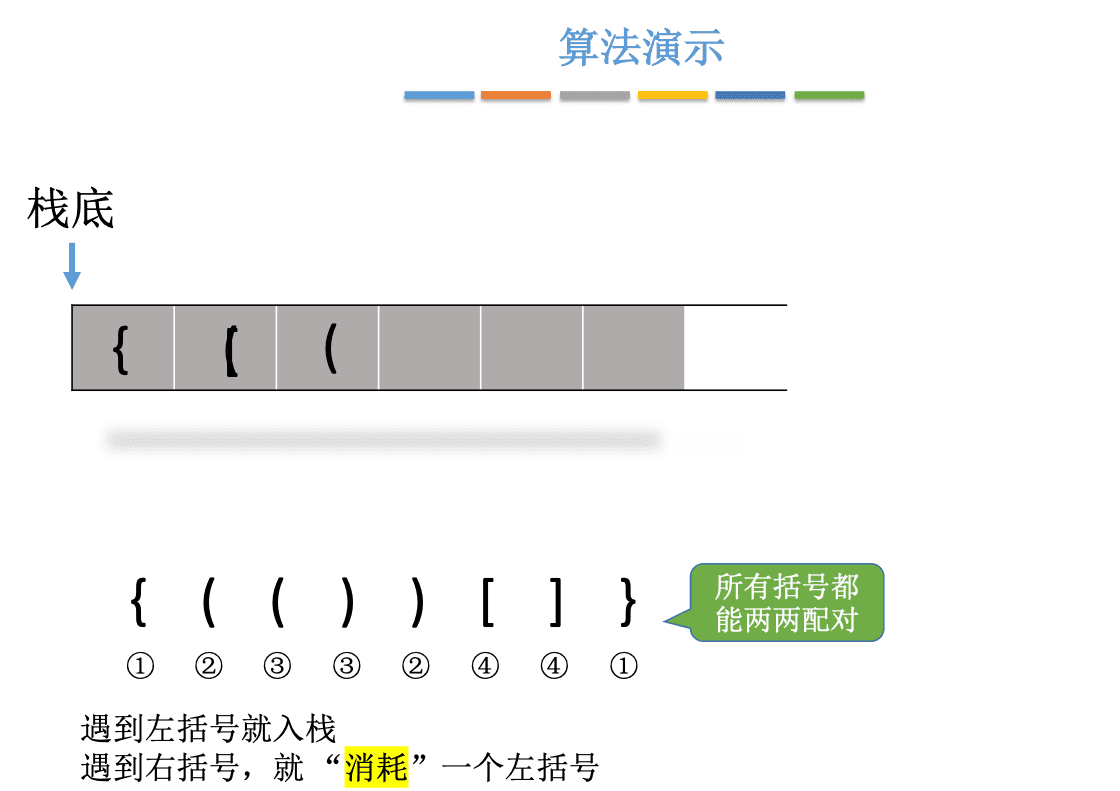 算法演示
栈底
{ [ (
{ ( ( ) ) [ ] }
所有括号都
能两两配对
① ② ③ ③ ② ④ ④ ①
遇到左括号就入栈
遇到右括号，就“消耗”一个左括号